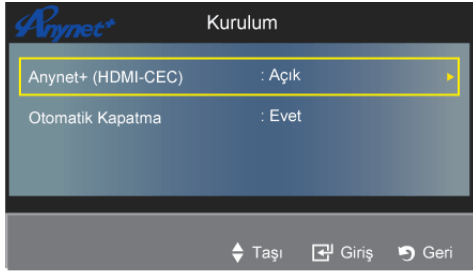 Anynet+ Kurulum
Anynet+ (HDMI-CEC) : Açık
Otomatik Kapatma : Evet
Taşı Giriş Geri